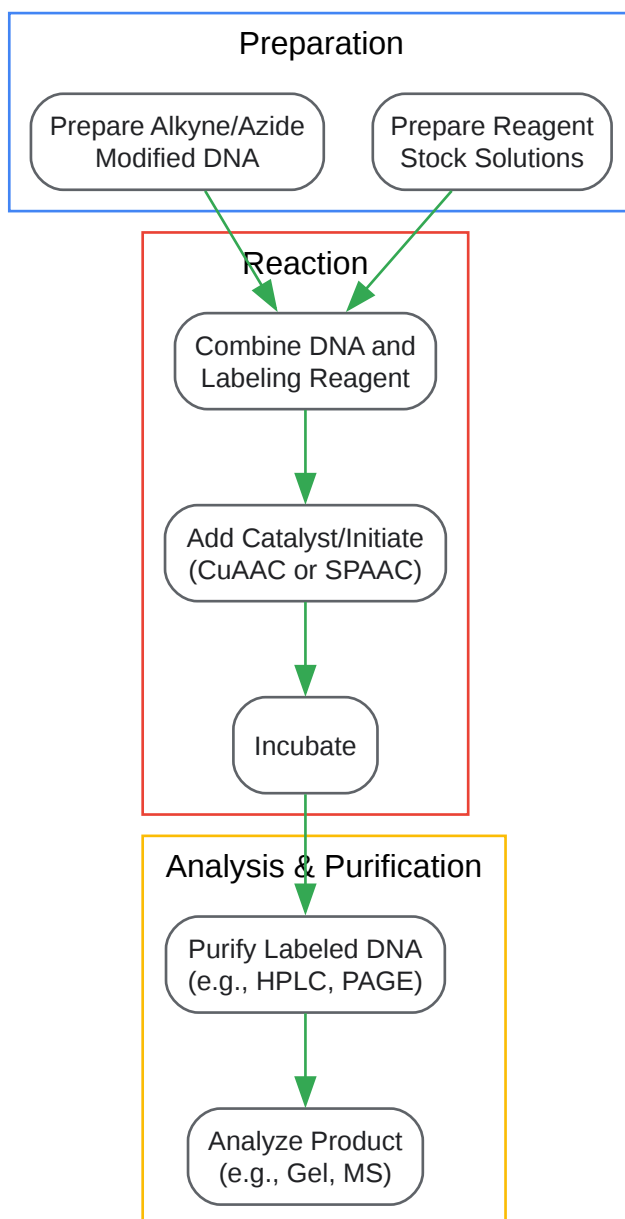 Preparation
Prepare Alkyne/Azide
Modified DNA
Prepare Reagent
Stock Solutions
Reaction
Combine DNA and
Labeling Reagent
Add Catalyst/Initiate
(CuAAC or SPAAC)
Incubate
Analysis & Purification
Purify Labeled DNA
(e.g., HPLC, PAGE)
Analyze Product
(e.g., Gel, MS)